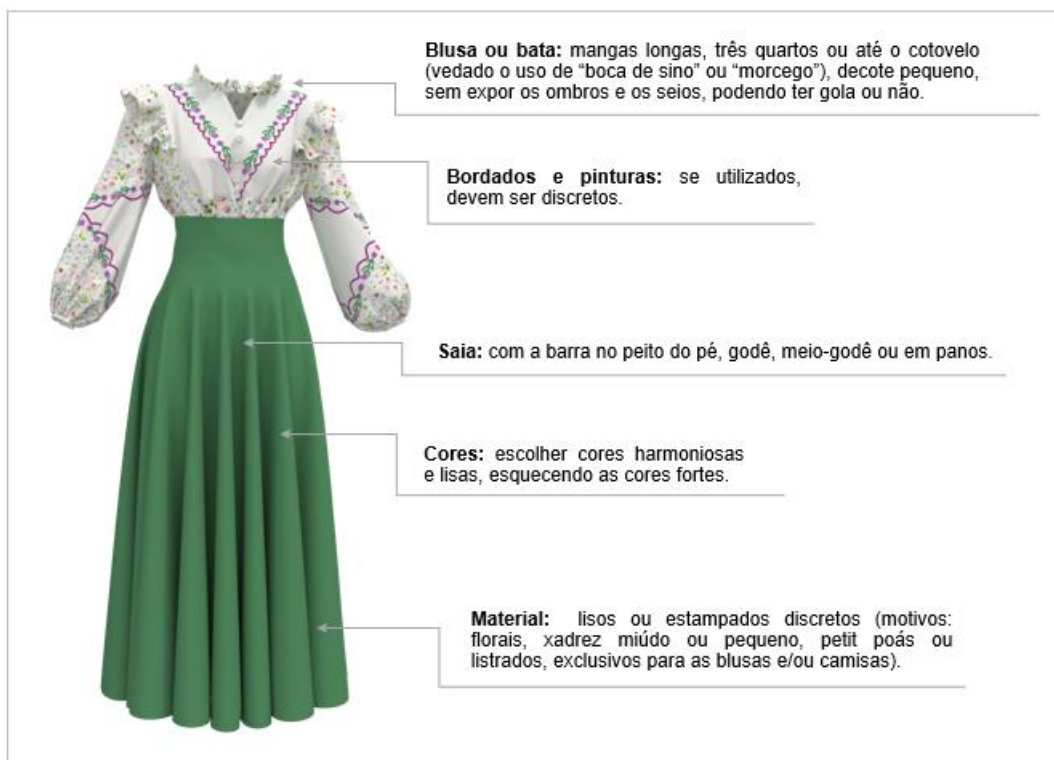 Blusa ou bata: mangas longas, três quartos ou até o cotovelo
(vedado o uso de “boca de sino” ou “morcego”), decote pequeno,
sem expor os ombros e os seios, podendo ter gola ou não.
Bordados e pinturas: se utilizados,
devem ser discretos.
Saia: com a barra no peito do pé, godê, meio-godê ou em panos.
Cores: escolher cores harmoniosas
e lisas, esquecendo as cores fortes.
Material: lisos ou estampados discretos (motivos:
florais, xadrez miúdo ou pequeno, petit poás ou
listrados, exclusivos para as blusas e/ou camisas).